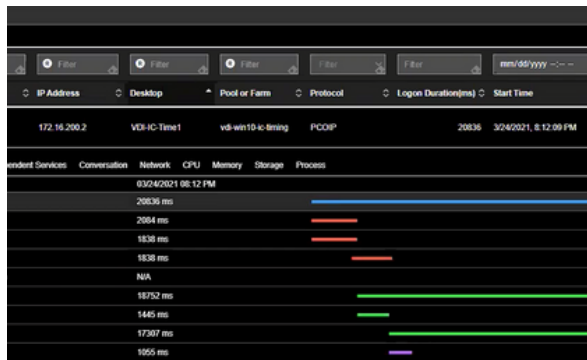 Filter Filter Filter Filter Filter mm/dd/yyyy --:--
IP Address Desktop Pool or Farm Protocol Logon Duration(ms) Start Time
172.16.200.2 VDI-IC-Time1 vdi-win10-ic-timing PCOIP 20836 3/24/2021, 8:12:09 PM
endent Services Conversation Network CPU Memory Storage Process
03/24/2021 08:12 PM
20836 ms
2084 ms
1838 ms
1838 ms
N/A
18752 ms
1445 ms
17307 ms
1055 ms